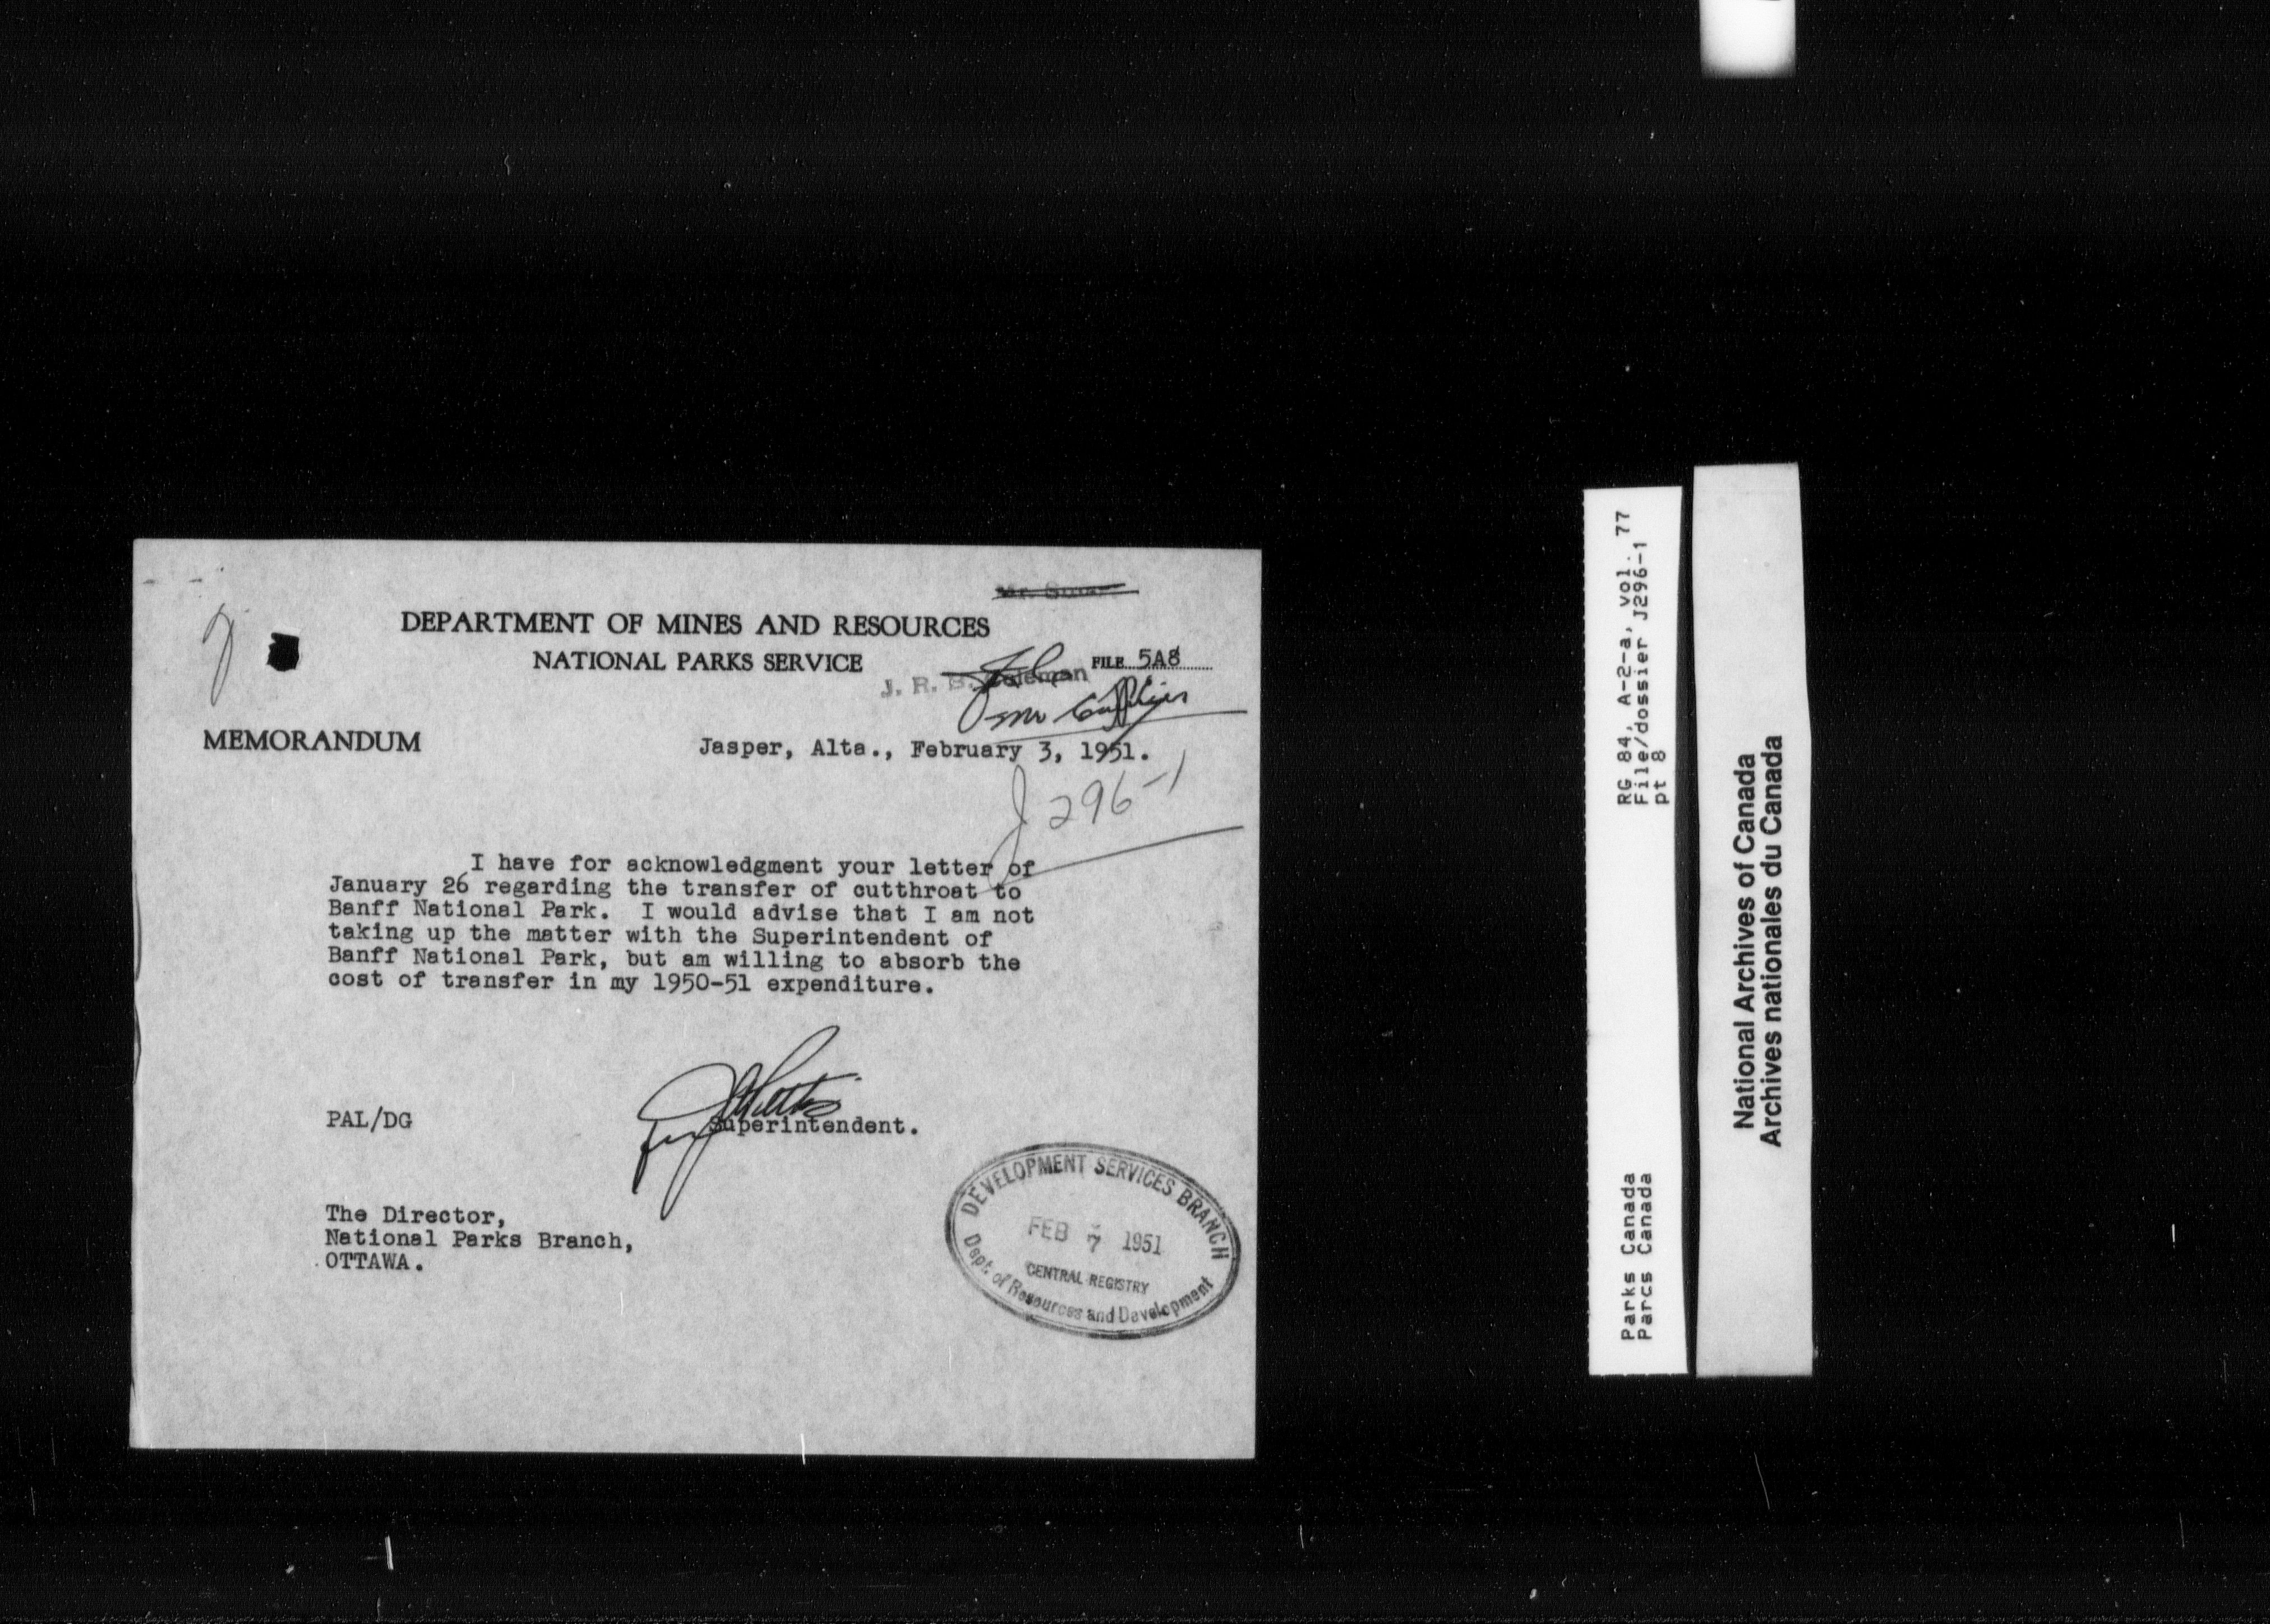 DEPARTMENT OF MINES AND RESOURCES
NATIONAL PARKS SERVICE
FILE 5A8
J. R. B. Coleman
MEMORANDUM
Jasper, Alta., February 3, 1951.
J 296-1
I have for acknowledgment your letter of
January 26 regarding the transfer of cutthroat to
Banff National Park. I would advise that I am not
taking up the matter with the Superintendent of
Banff National Park, but am willing to absorb the
cost of transfer in my 1950-51 expenditure.
PAL/DG
for
Superintendent.
The Director,
National Parks Branch,
OTTAWA.
DEVELOPMENT SERVICES BRANCH
FEB 7 1951
CENTRAL REGISTRY
Dept. of Resources and Development
RG 84, A-2-a, vol. 77
File/dossier J296-1
pt 8
Parks Canada
Parcs Canada
National Archives of Canada
Archives nationales du Canada